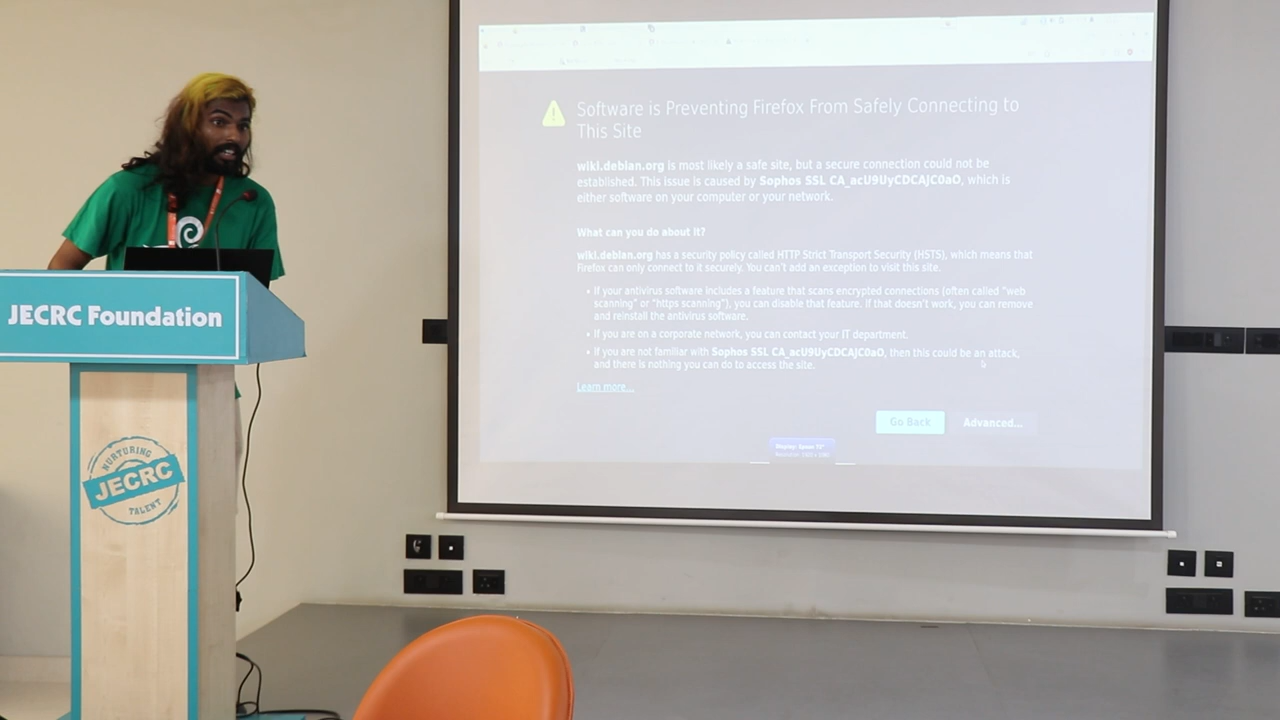 Software is Preventing Firefox From Safely Connecting to
This Site
wiki.debian.org is most likely a safe site, but a secure connection could not be
established. This issue is caused by Sophos SSL CA_acU9UyCDCAJC0aO, which is
either software on your computer or your network.
What can you do about it?
wiki.debian.org has a security policy called HTTP Strict Transport Security (HSTS), which means that
Firefox can only connect to it securely. You can't add an exception to visit this site.
• If your antivirus software includes a feature that scans encrypted connections (often called "web
scanning" or "https scanning"), you can disable that feature. If that doesn't work, you can remove
and reinstall the antivirus software.
• If you are on a corporate network, you can contact your IT department.
• If you are not familiar with Sophos SSL CA_acU9UyCDCAJC0aO, then this could be an attack,
and there is nothing you can do to access the site.
Learn more...
Go Back
Advanced...
JECRC Foundation
NURTURING
JECRC
TALENT